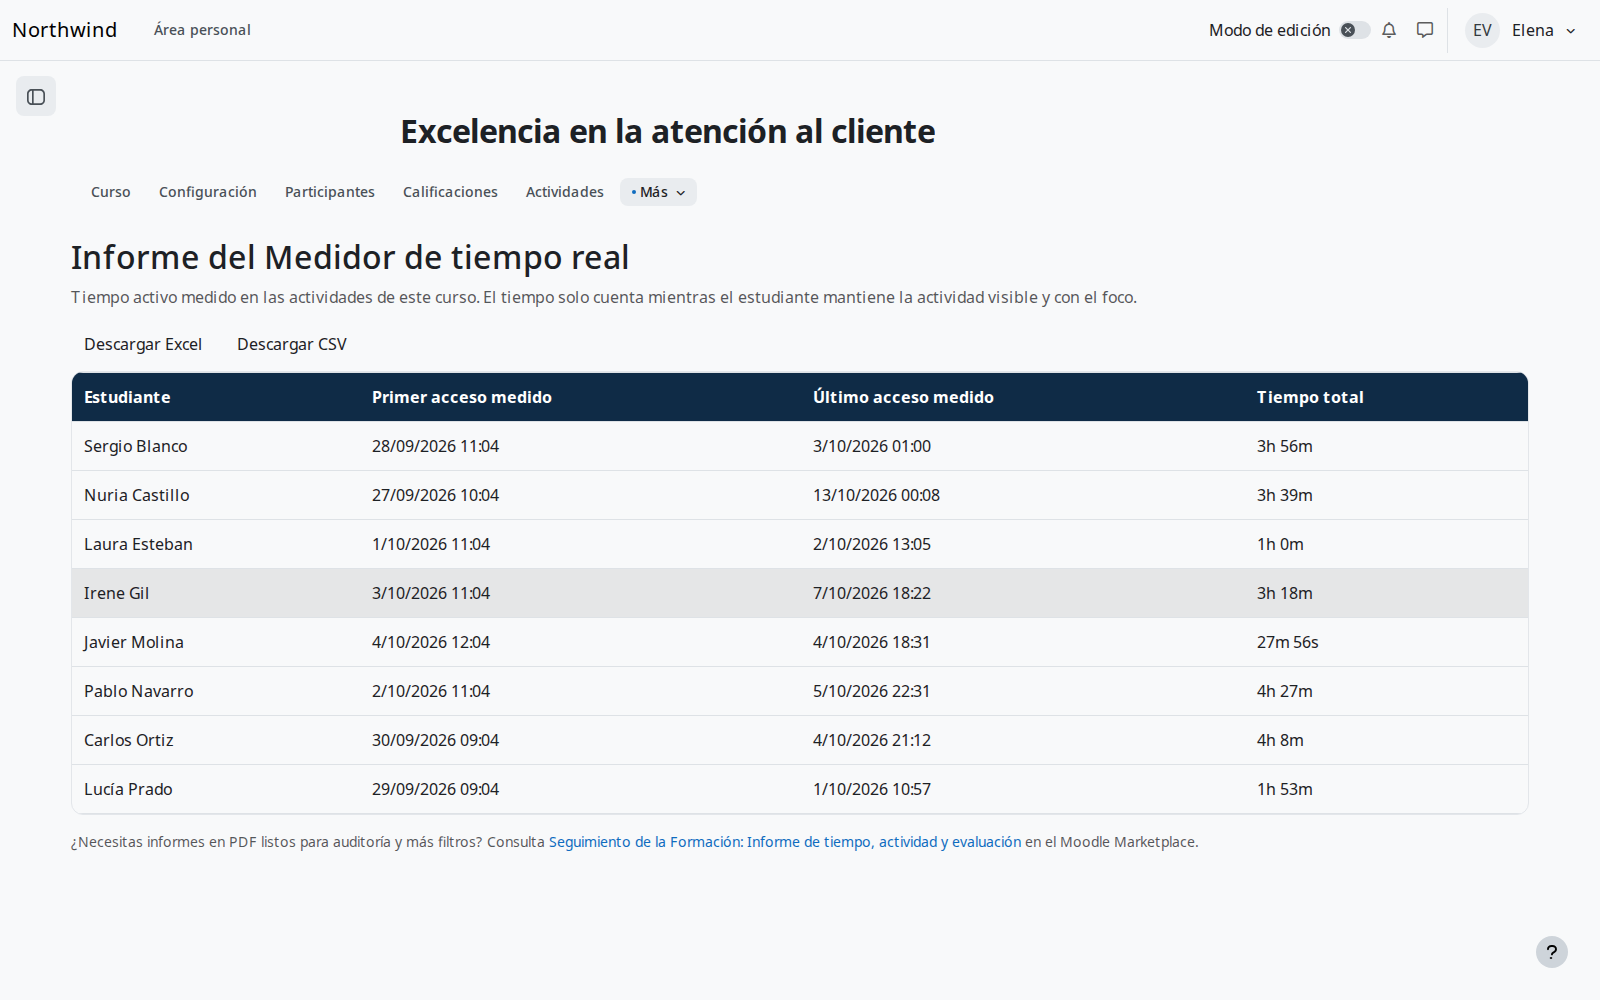 Northwind
Área personal
Modo de edición
EV
Elena
Excelencia en la atención al cliente
Curso
Configuración
Participantes
Calificaciones
Actividades
Más
Informe del Medidor de tiempo real
Tiempo activo medido en las actividades de este curso. El tiempo solo cuenta mientras el estudiante mantiene la actividad visible y con el foco.
Descargar Excel
Descargar CSV
Estudiante Primer acceso medido Último acceso medido Tiempo total
Sergio Blanco 28/09/2026 11:04 3/10/2026 01:00 3h 56m
Nuria Castillo 27/09/2026 10:04 13/10/2026 00:08 3h 39m
Laura Esteban 1/10/2026 11:04 2/10/2026 13:05 1h 0m
Irene Gil 3/10/2026 11:04 7/10/2026 18:22 3h 18m
Javier Molina 4/10/2026 12:04 4/10/2026 18:31 27m 56s
Pablo Navarro 2/10/2026 11:04 5/10/2026 22:31 4h 27m
Carlos Ortiz 30/09/2026 09:04 4/10/2026 21:12 4h 8m
Lucía Prado 29/09/2026 09:04 1/10/2026 10:57 1h 53m
¿Necesitas informes en PDF listos para auditoría y más filtros? Consulta Seguimiento de la Formación: Informe de tiempo, actividad y evaluación en el Moodle Marketplace.
?